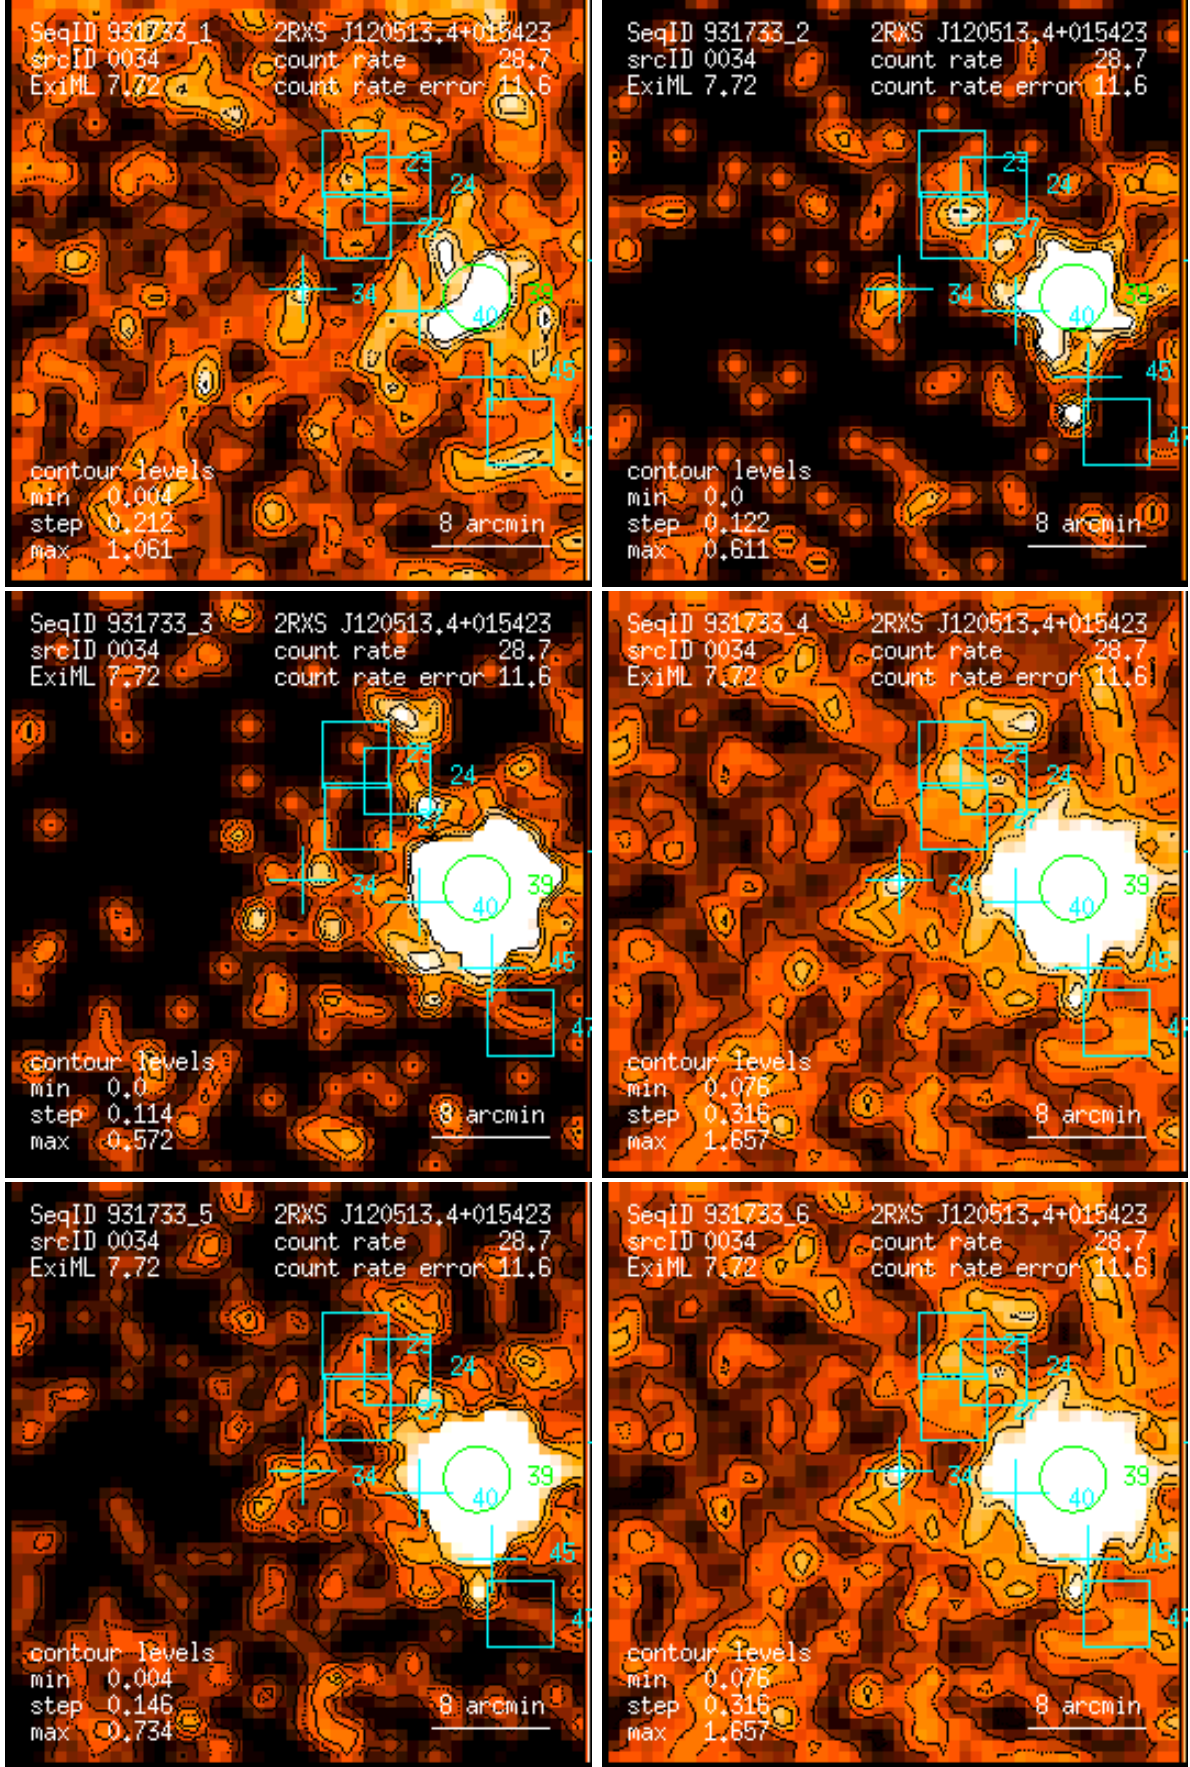 SeqID 931733_1 2RXS J120513.4+015423
srcID 0034 count rate 28.7
ExiML 7.72 count rate error 11.6
23
24
27
34
39
40
45
47
contour levels
min 0.004
step 0.212
max 1.061
8 arcmin
SeqID 931733_2 2RXS J120513.4+015423
srcID 0034 count rate 28.7
ExiML 7.72 count rate error 11.6
23
24
27
34
39
40
45
47
contour levels
min 0.0
step 0.122
max 0.611
8 arcmin
SeqID 931733_3 2RXS J120513.4+015423
srcID 0034 count rate 28.7
ExiML 7.72 count rate error 11.6
23
24
27
34
39
40
45
47
contour levels
min 0.0
step 0.114
max 0.572
8 arcmin
SeqID 931733_4 2RXS J120513.4+015423
srcID 0034 count rate 28.7
ExiML 7.72 count rate error 11.6
23
24
27
34
39
40
45
47
contour levels
min 0.076
step 0.316
max 1.657
8 arcmin
SeqID 931733_5 2RXS J120513.4+015423
srcID 0034 count rate 28.7
ExiML 7.72 count rate error 11.6
23
24
27
34
39
40
45
47
contour levels
min 0.004
step 0.146
max 0.734
8 arcmin
SeqID 931733_6 2RXS J120513.4+015423
srcID 0034 count rate 28.7
ExiML 7.72 count rate error 11.6
23
24
27
34
39
40
45
47
contour levels
min 0.076
step 0.316
max 1.657
8 arcmin